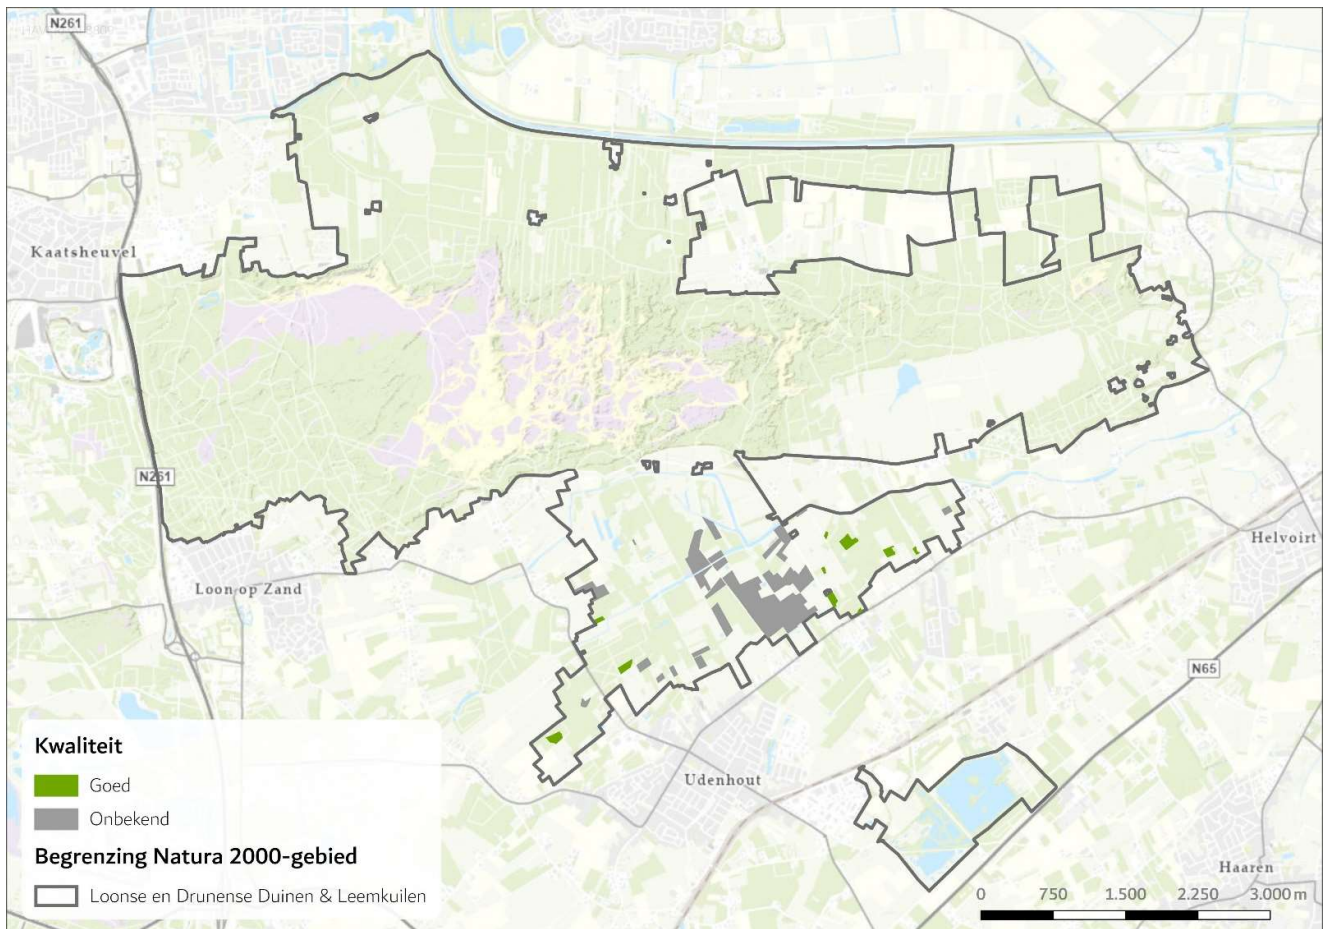 N261
Kaatsheuvel
N261
Loon op Zand
Helvoirt
N65
Udenhout
Haaren
Kwaliteit
Goed
Onbekend
Begrenzing Natura 2000-gebied
Loonse en Drunense Duinen & Leemkuilen
0 750 1.500 2.250 3.000 m